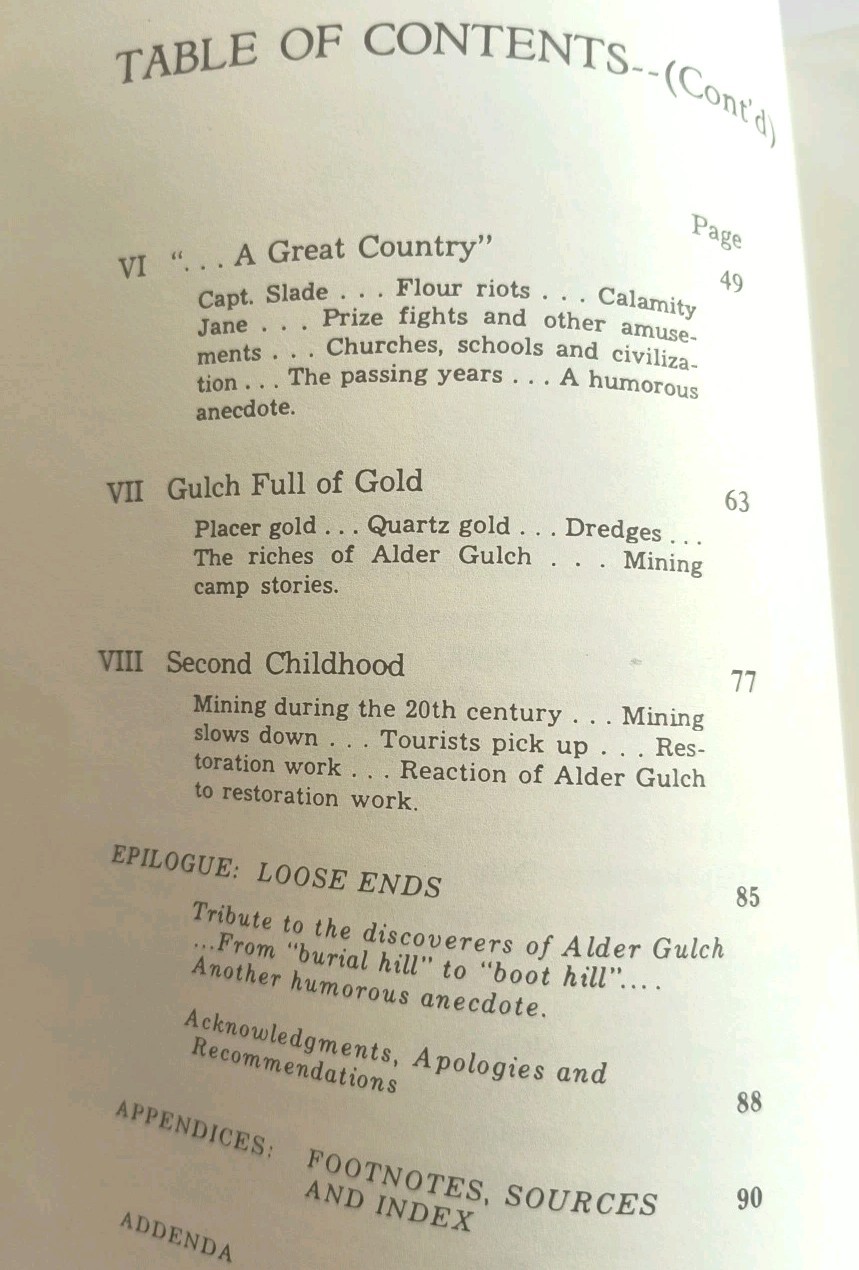 TABLE OF CONTENTS--(Cont'd)
Page
VI “. . . A Great Country” 49
Capt. Slade . . . Flour riots . . . Calamity
Jane . . . Prize fights and other amuse-
ments . . . Churches, schools and civiliza-
tion . . . The passing years . . . A humorous
anecdote.
VII Gulch Full of Gold 63
Placer gold . . . Quartz gold . . . Dredges . . .
The riches of Alder Gulch . . . Mining
camp stories.
VIII Second Childhood 77
Mining during the 20th century . . . Mining
slows down . . . Tourists pick up . . . Res-
toration work . . . Reaction of Alder Gulch
to restoration work.
EPILOGUE: LOOSE ENDS 85
Tribute to the discoverers of Alder Gulch
...From “burial hill” to “boot hill”....
Another humorous anecdote.
Acknowledgments, Apologies and
Recommendations 88
APPENDICES: FOOTNOTES, SOURCES
AND INDEX 90
ADDENDA